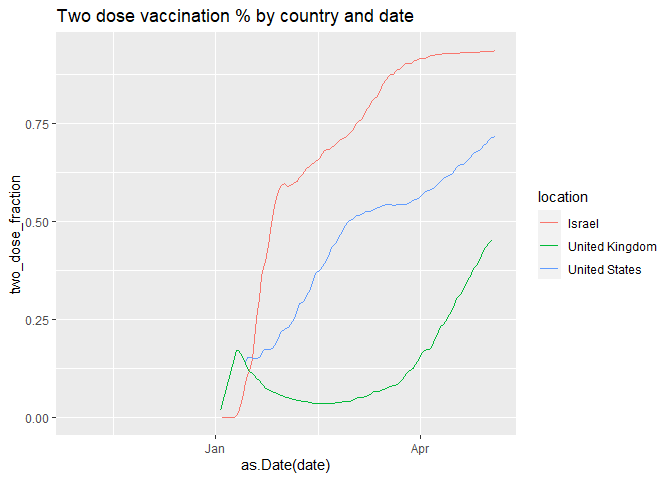 Two dose vaccination % by country and date
two_dose_fraction
0.75
0.50
0.25
0.00
Jan
Apr
as.Date(date)
location
Israel
United Kingdom
United States